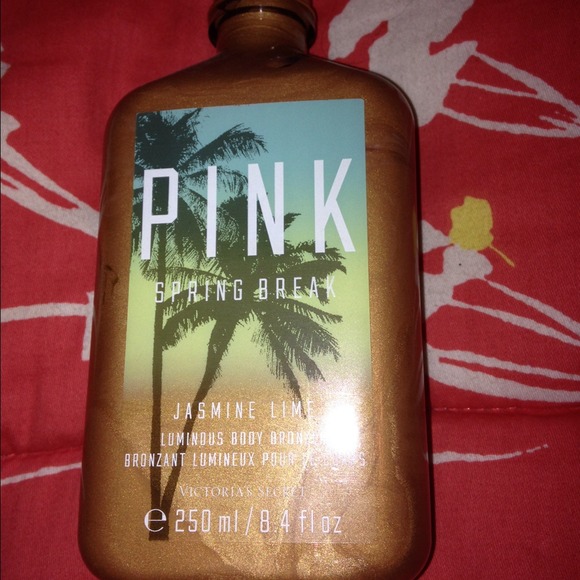 PINK
SPRING BREAK
JASMINE LIME
LUMINOUS BODY
BRONZANT LUMINEUX POUR
VICTORIA'S SECRET
℮ 250 ml / 8.4 fl oz